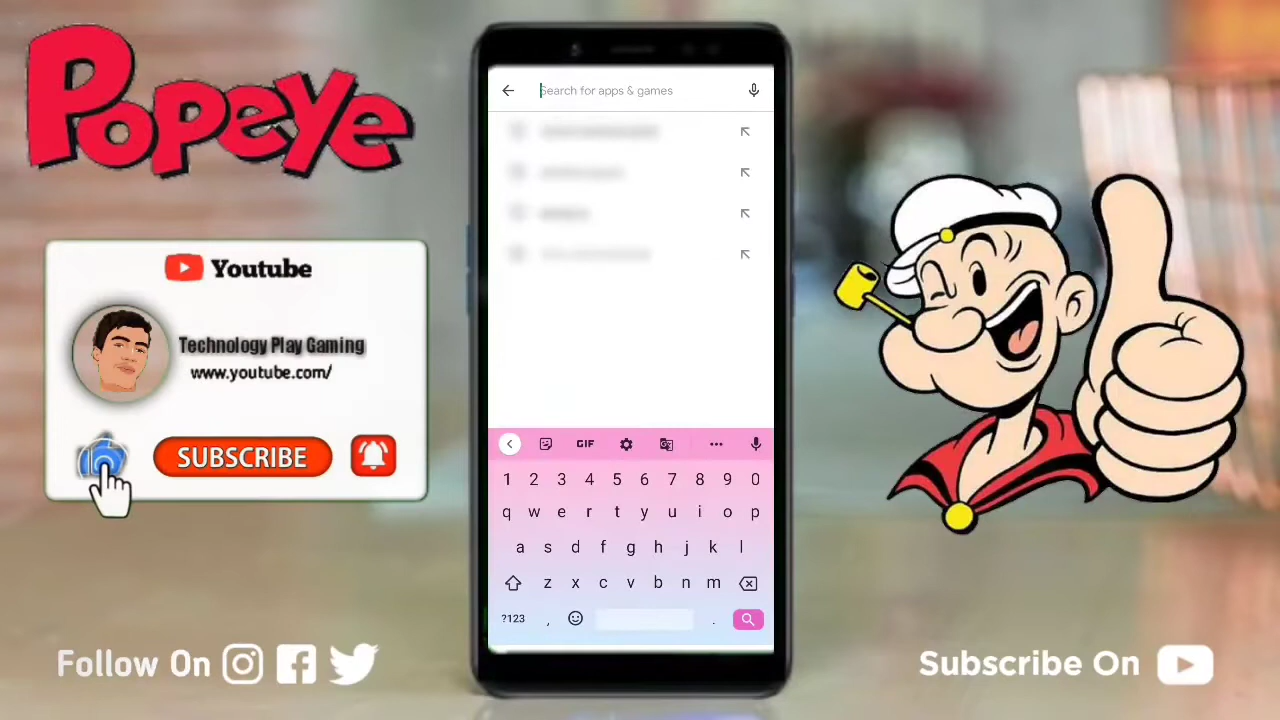 Popeye
Youtube
Technology Play Gaming
www.youtube.com/
SUBSCRIBE
Follow On
Search for apps & games
GIF
1 2 3 4 5 6 7 8 9 0
q w e r t y u i o p
a s d f g h j k l
z x c v b n m
?123 , .
Subscribe On